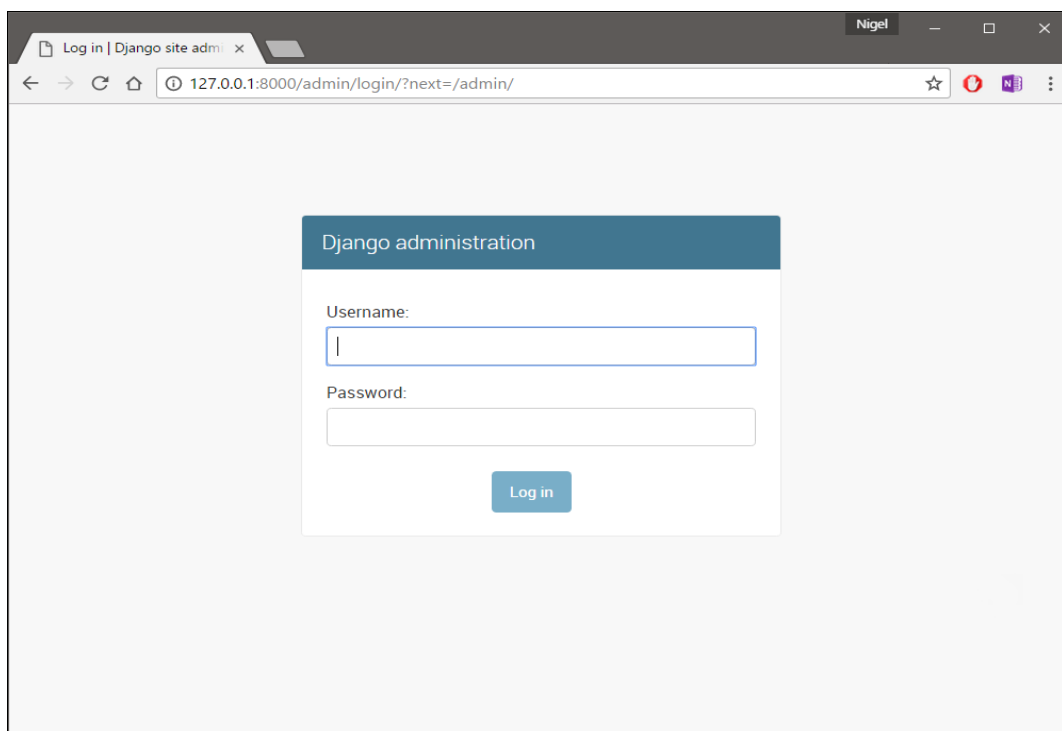 Nigel
Log in | Django site adm
127.0.0.1:8000/admin/login/?next=/admin/
Django administration
Username:
Password:
Log in